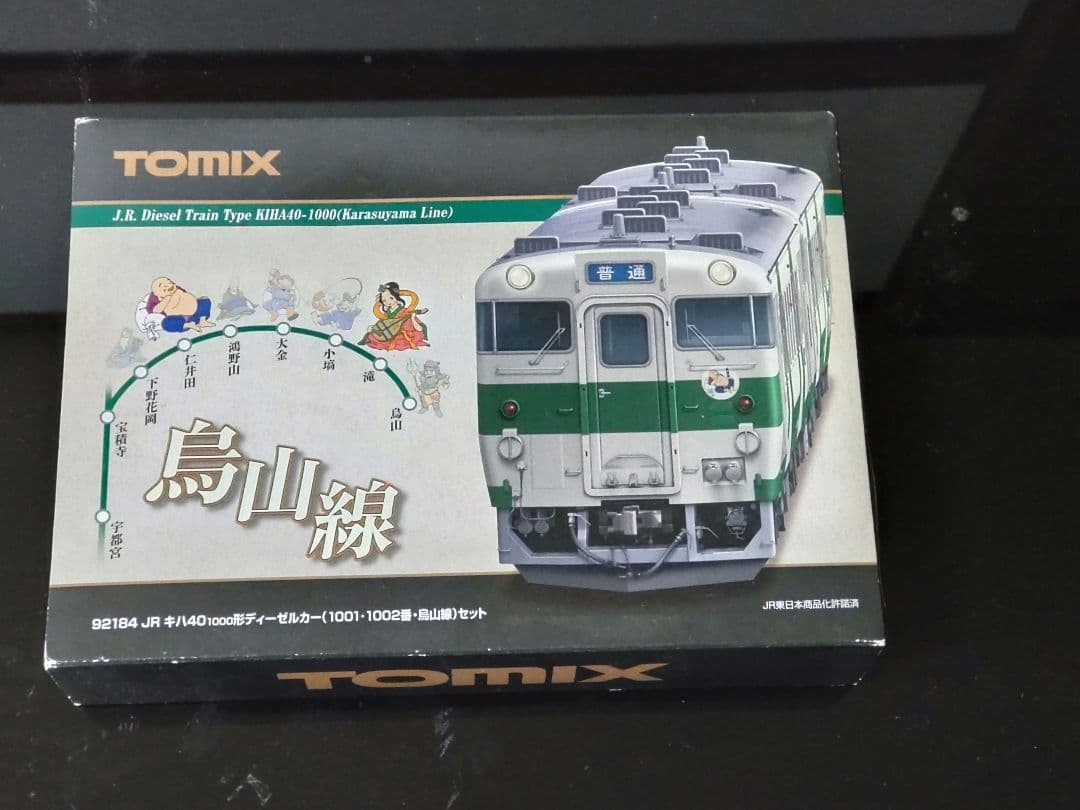 TOMIX
J.R. Diesel Train Type KIHA40-1000(Karasuyama Line)
普通
宇都宮
宝積寺
下野花岡
仁井田
鴻野山
大金
小塙
滝
烏山
烏山線
92184 JR キハ401000形ディーゼルカー(1001・1002番・烏山線)セット
JR東日本商品化許諾済
TOMIX